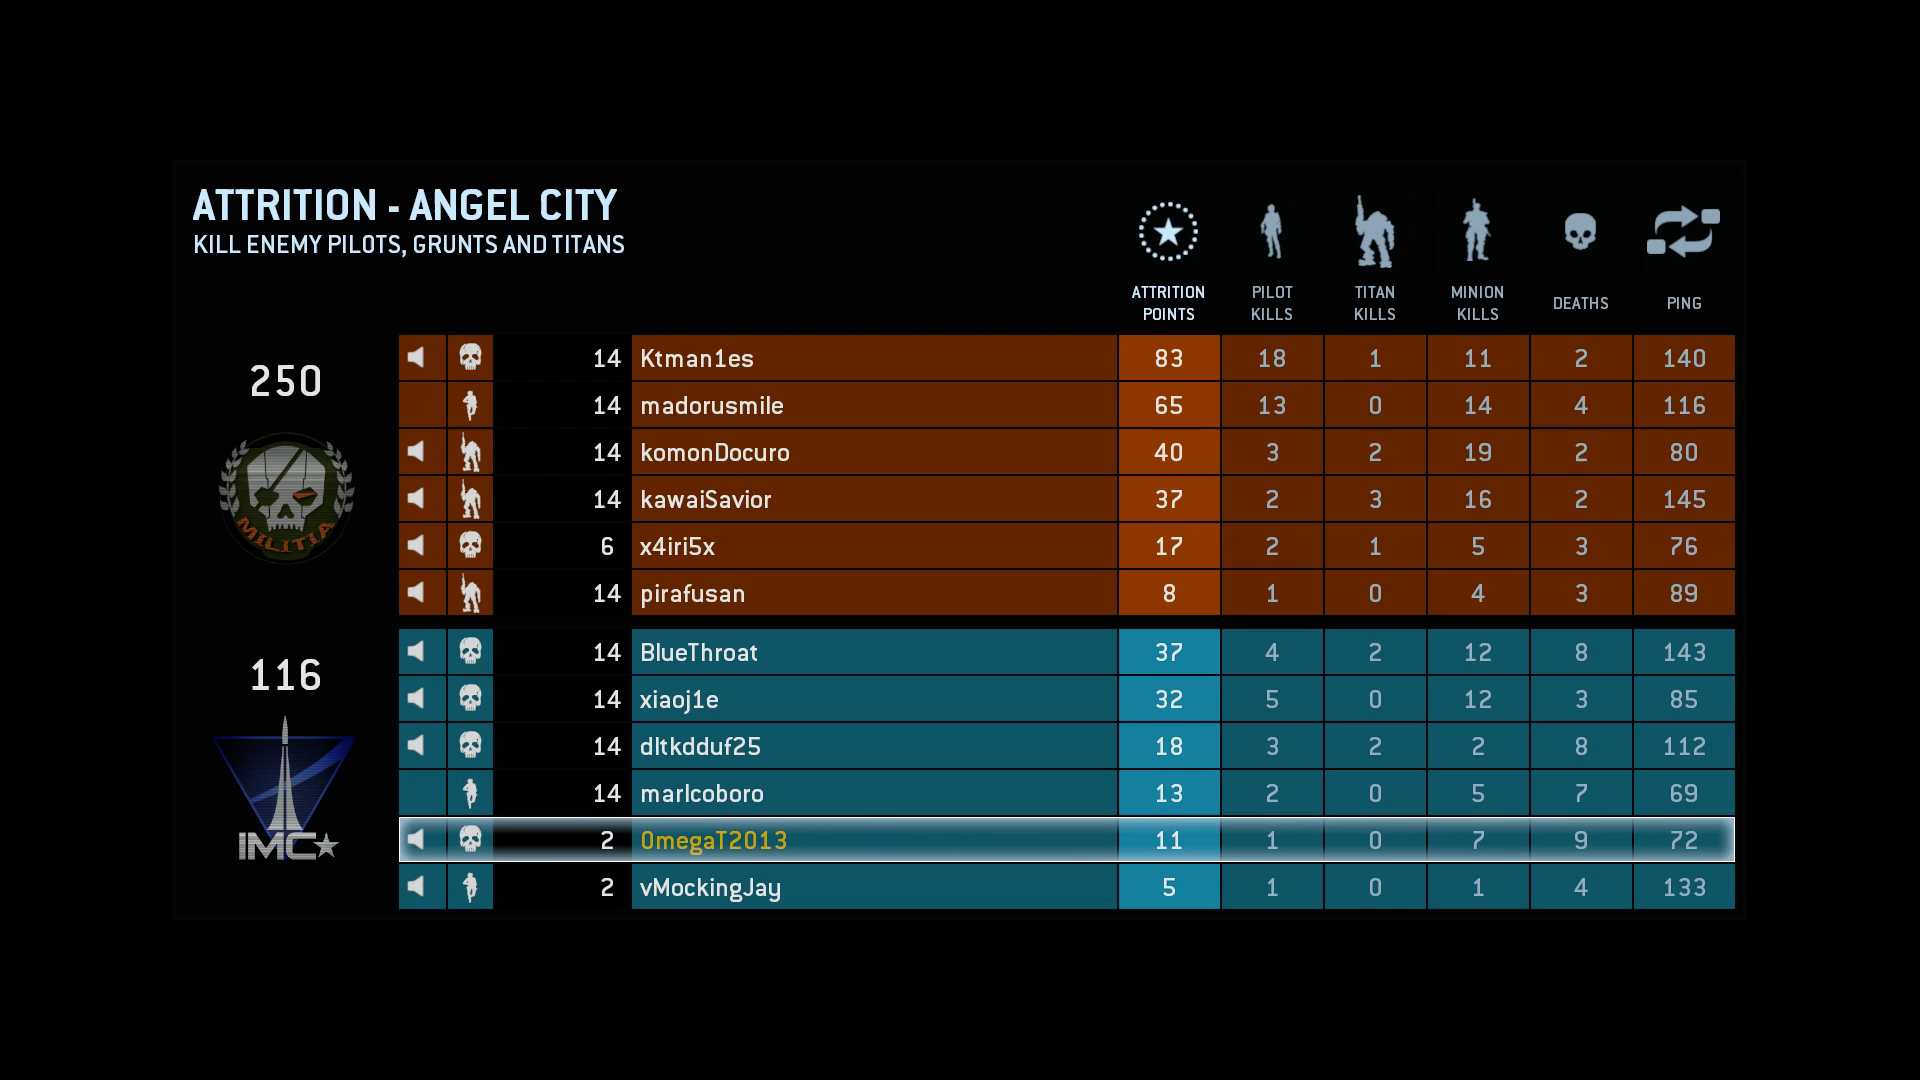 ATTRITION - ANGEL CITY
KILL ENEMY PILOTS, GRUNTS AND TITANS
ATTRITION POINTS PILOT KILLS TITAN KILLS MINION KILLS DEATHS PING
250
MILITIA
14 Ktman1es 83 18 1 11 2 140
14 madorusmile 65 13 0 14 4 116
14 komonDocuro 40 3 2 19 2 80
14 kawaiSavior 37 2 3 16 2 145
6 x4iri5x 17 2 1 5 3 76
14 pirafusan 8 1 0 4 3 89
116
IMC
14 BlueThroat 37 4 2 12 8 143
14 xiaoj1e 32 5 0 12 3 85
14 dltkdduf25 18 3 2 2 8 112
14 marlcoboro 13 2 0 5 7 69
2 0megaT2013 11 1 0 7 9 72
2 vMockingJay 5 1 0 1 4 133